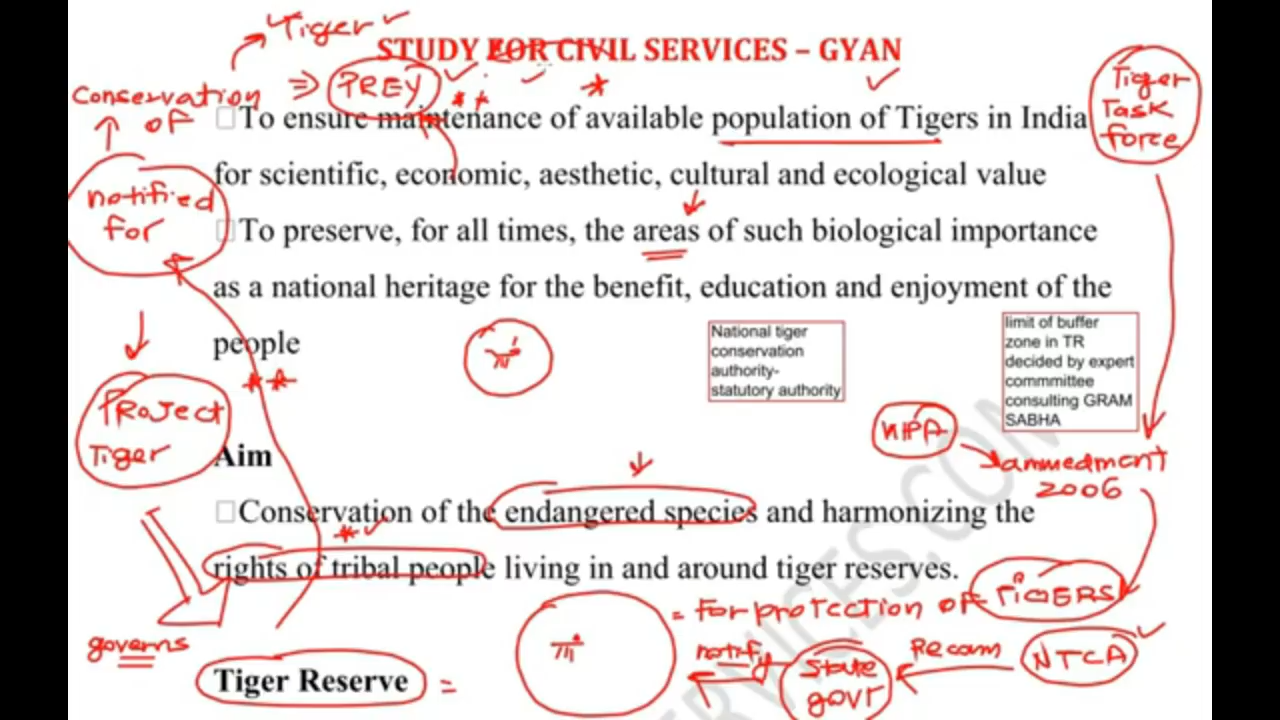 Tiger
STUDY FOR CIVIL SERVICES – GYAN
Conservation of
PREY
Tiger Task force
To ensure maintenance of available population of Tigers in India
for scientific, economic, aesthetic, cultural and ecological value
notified for
To preserve, for all times, the areas of such biological importance
as a national heritage for the benefit, education and enjoyment of the
people
National tiger
conservation
authority-
statutory authority
limit of buffer
zone in TR
decided by expert
commmittee
consulting GRAM
SABHA
PROJECT
Tiger
WPA
Aim
ammedment
2006
Conservation of the endangered species and harmonizing the
rights of tribal people living in and around tiger reserves.
= for protection of TIGERS
governs
notify
State
govt
Recom
NTCA
Tiger Reserve =
SERVICES.COM